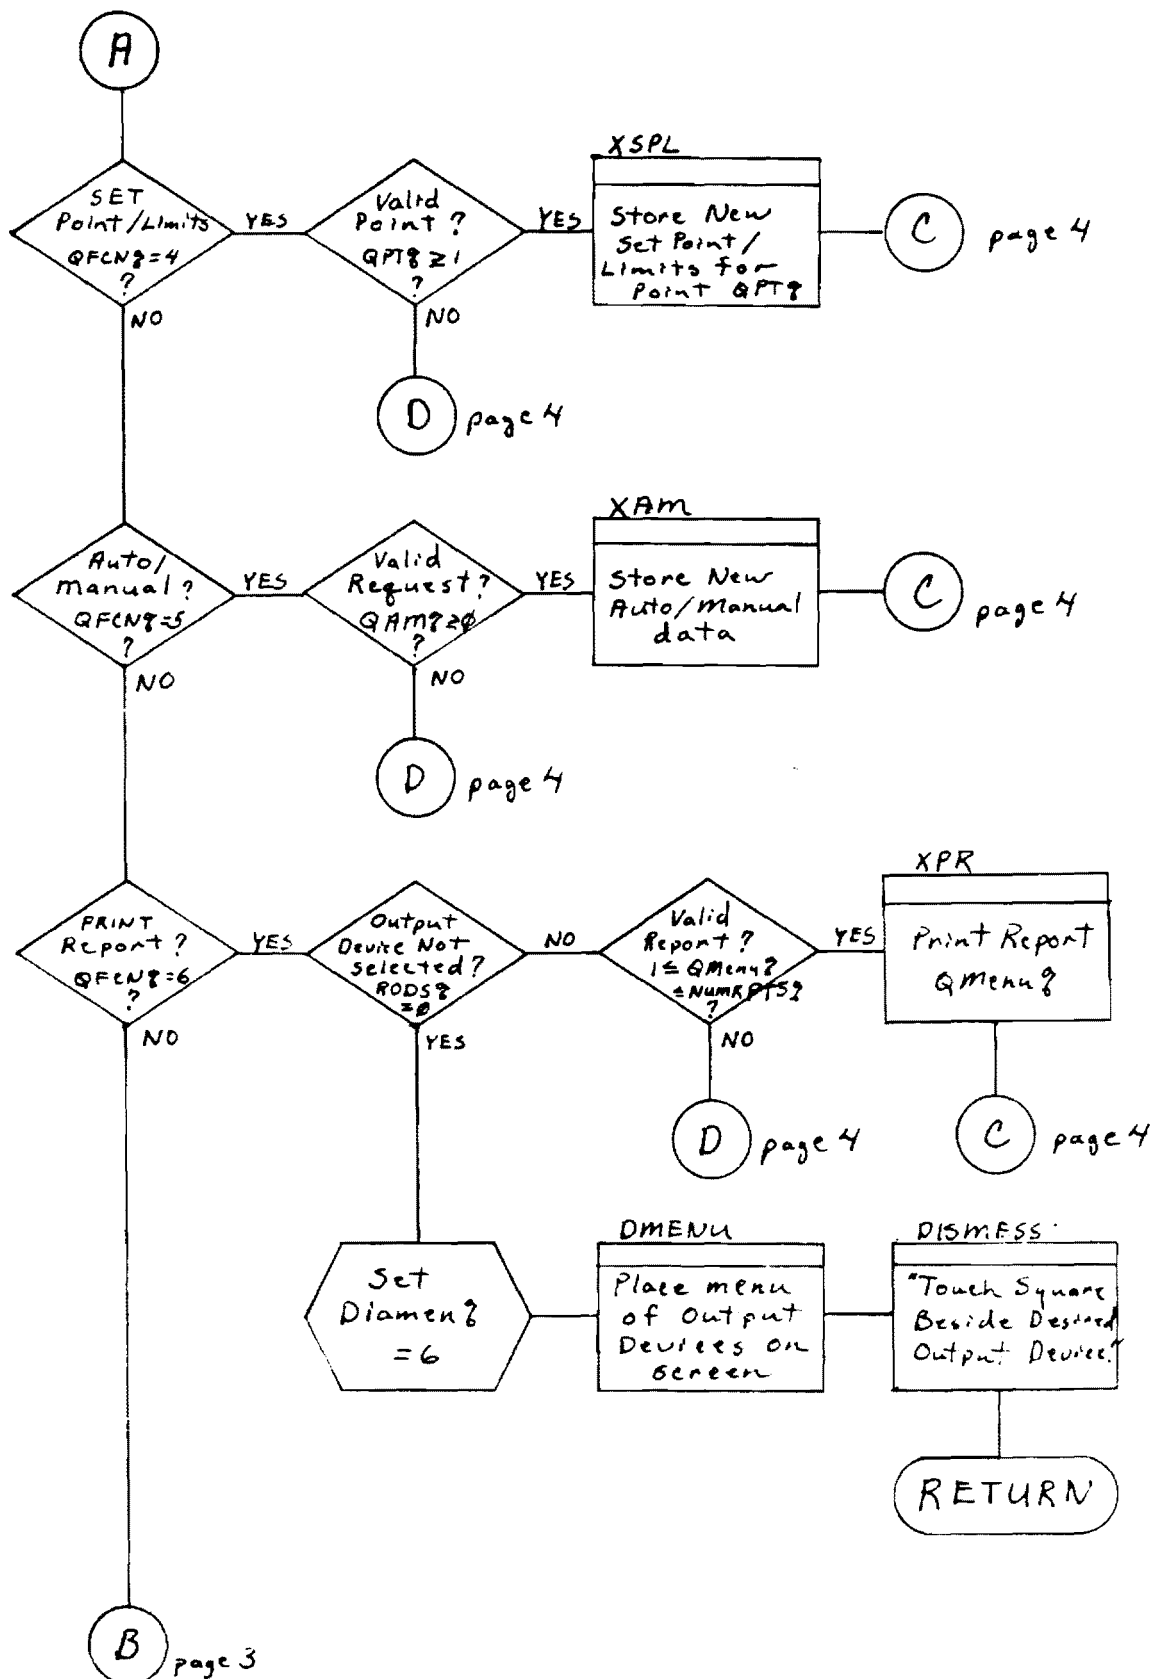 A
SET
Point/Limits
QFCN%=4
?
YES
NO
Valid
Point?
QPT% ≥ 1
?
YES
NO
XSPL
Store New
Set Point/
Limits for
Point QPT%
C
page 4
D
page 4
Auto/
Manual?
QFCN%=5
?
YES
NO
Valid
Request?
QAM%≥0
?
YES
NO
XAM
Store New
Auto/Manual
data
C
page 4
D
page 4
PRINT
Report?
QFCN%=6
?
YES
NO
Output
Device Not
selected?
RODS%
=0
NO
YES
Valid
Report?
1 ≤ QMenu%
≤NumRPTS%
?
YES
NO
XPR
Print Report
QMenu%
D
page 4
C
page 4
Set
Diamen%
=6
DMENU
Place menu
of Output
Devices on
screen
DISMESS
"Touch Square
Beside Desired
Output Device."
RETURN
B
page 3